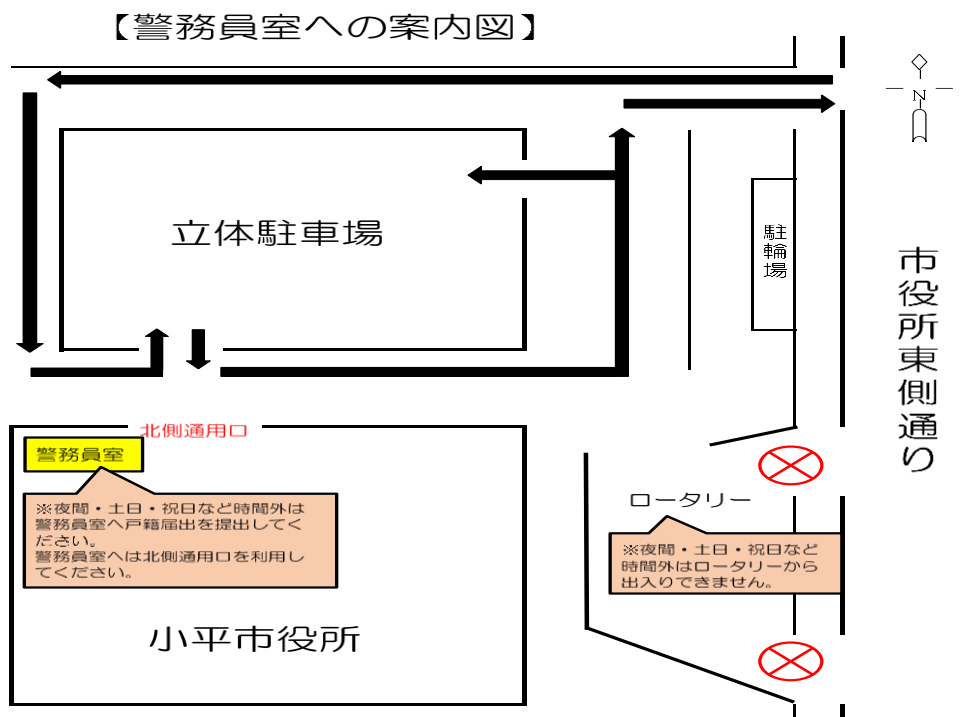 【警務員室への案内図】
N
立体駐車場
駐輪場
市役所東側通り
北側通用口
警務員室
※夜間・土日・祝日など時間外は
警務員室へ戸籍届出を提出してく
ださい。
警務員室へは北側通用口を利用し
てください。
ロータリー
※夜間・土日・祝日など
時間外はロータリーから
出入りできません。
小平市役所